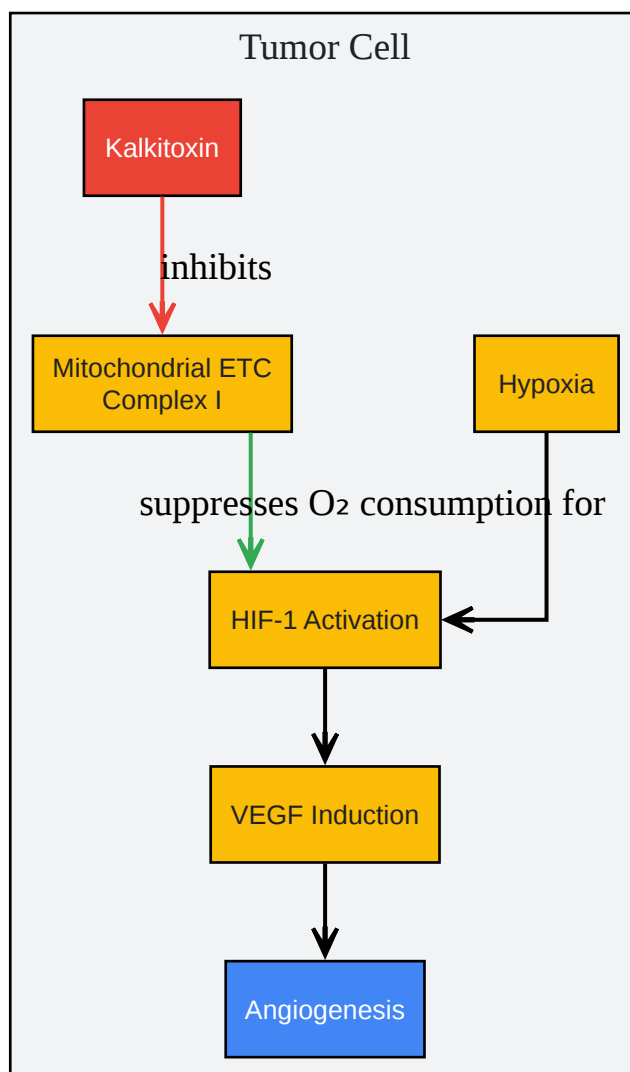 Tumor Cell
Kalkitoxin
inhibits
Mitochondrial ETC
Complex I
Hypoxia
suppresses O₂ consumption for
HIF-1 Activation
VEGF Induction
Angiogenesis